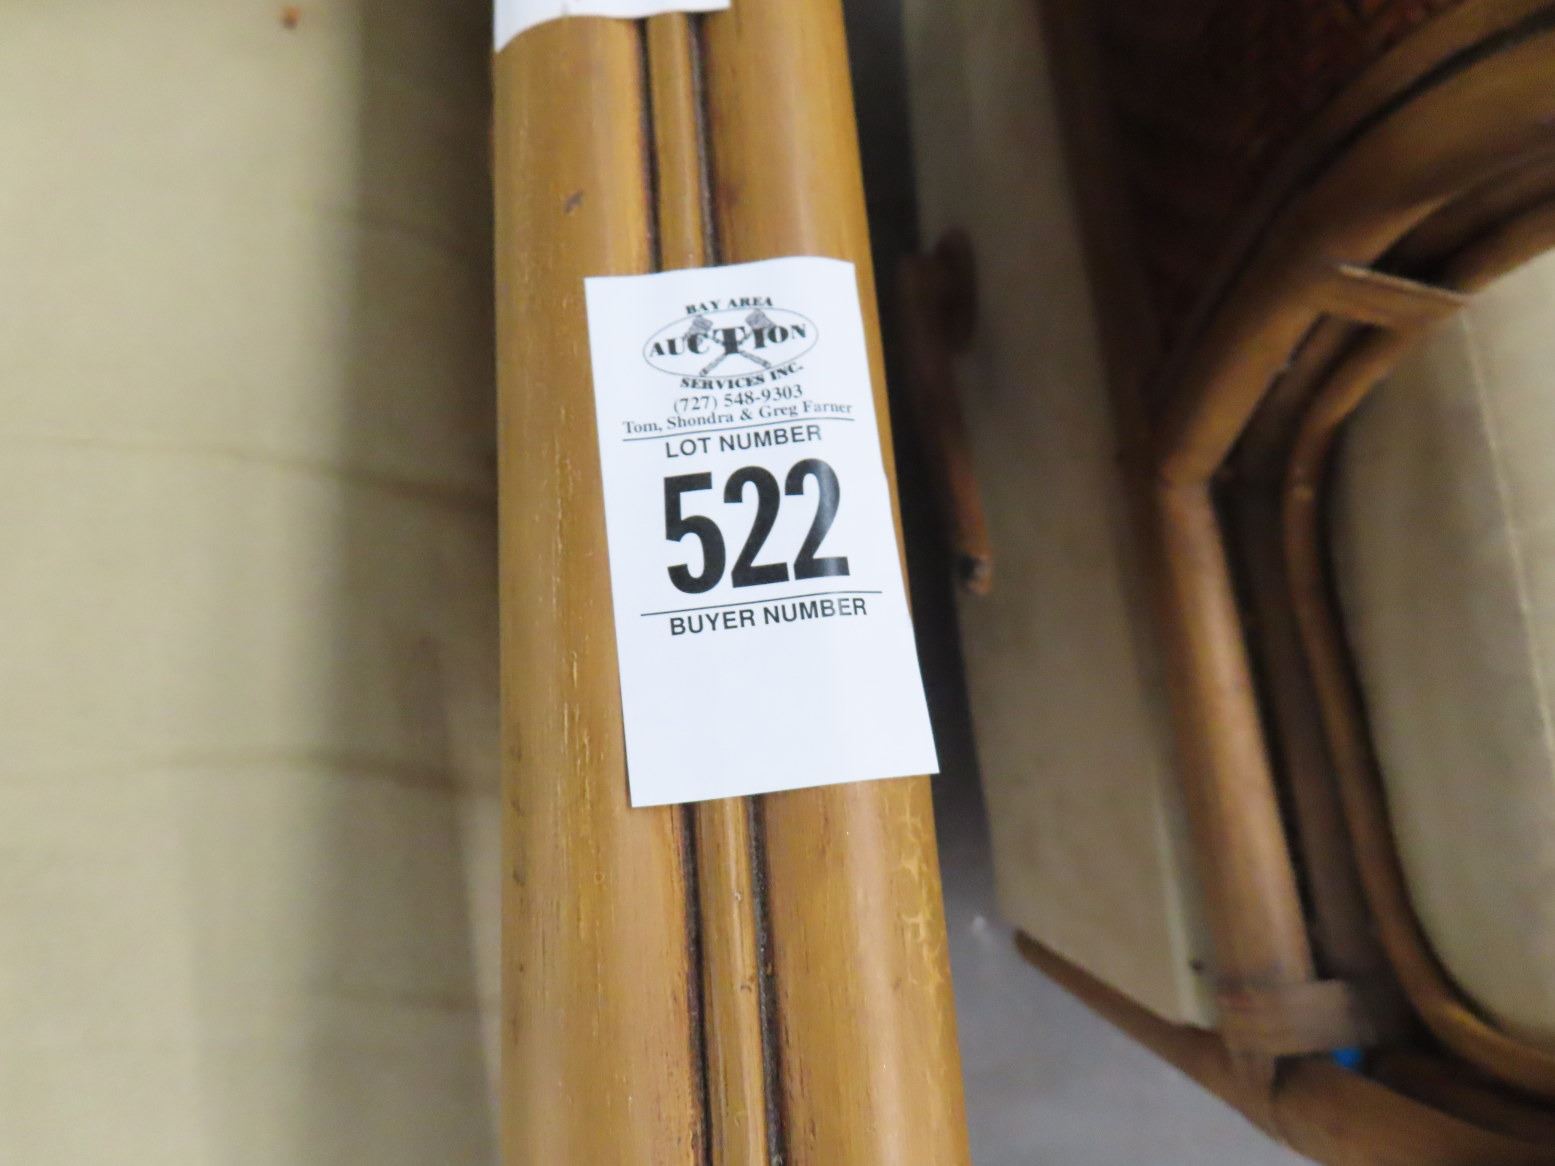 BAY AREA
AUCTION
SERVICES INC.
(727) 548-9303
Tom, Shondra & Greg Farner
LOT NUMBER
522
BUYER NUMBER